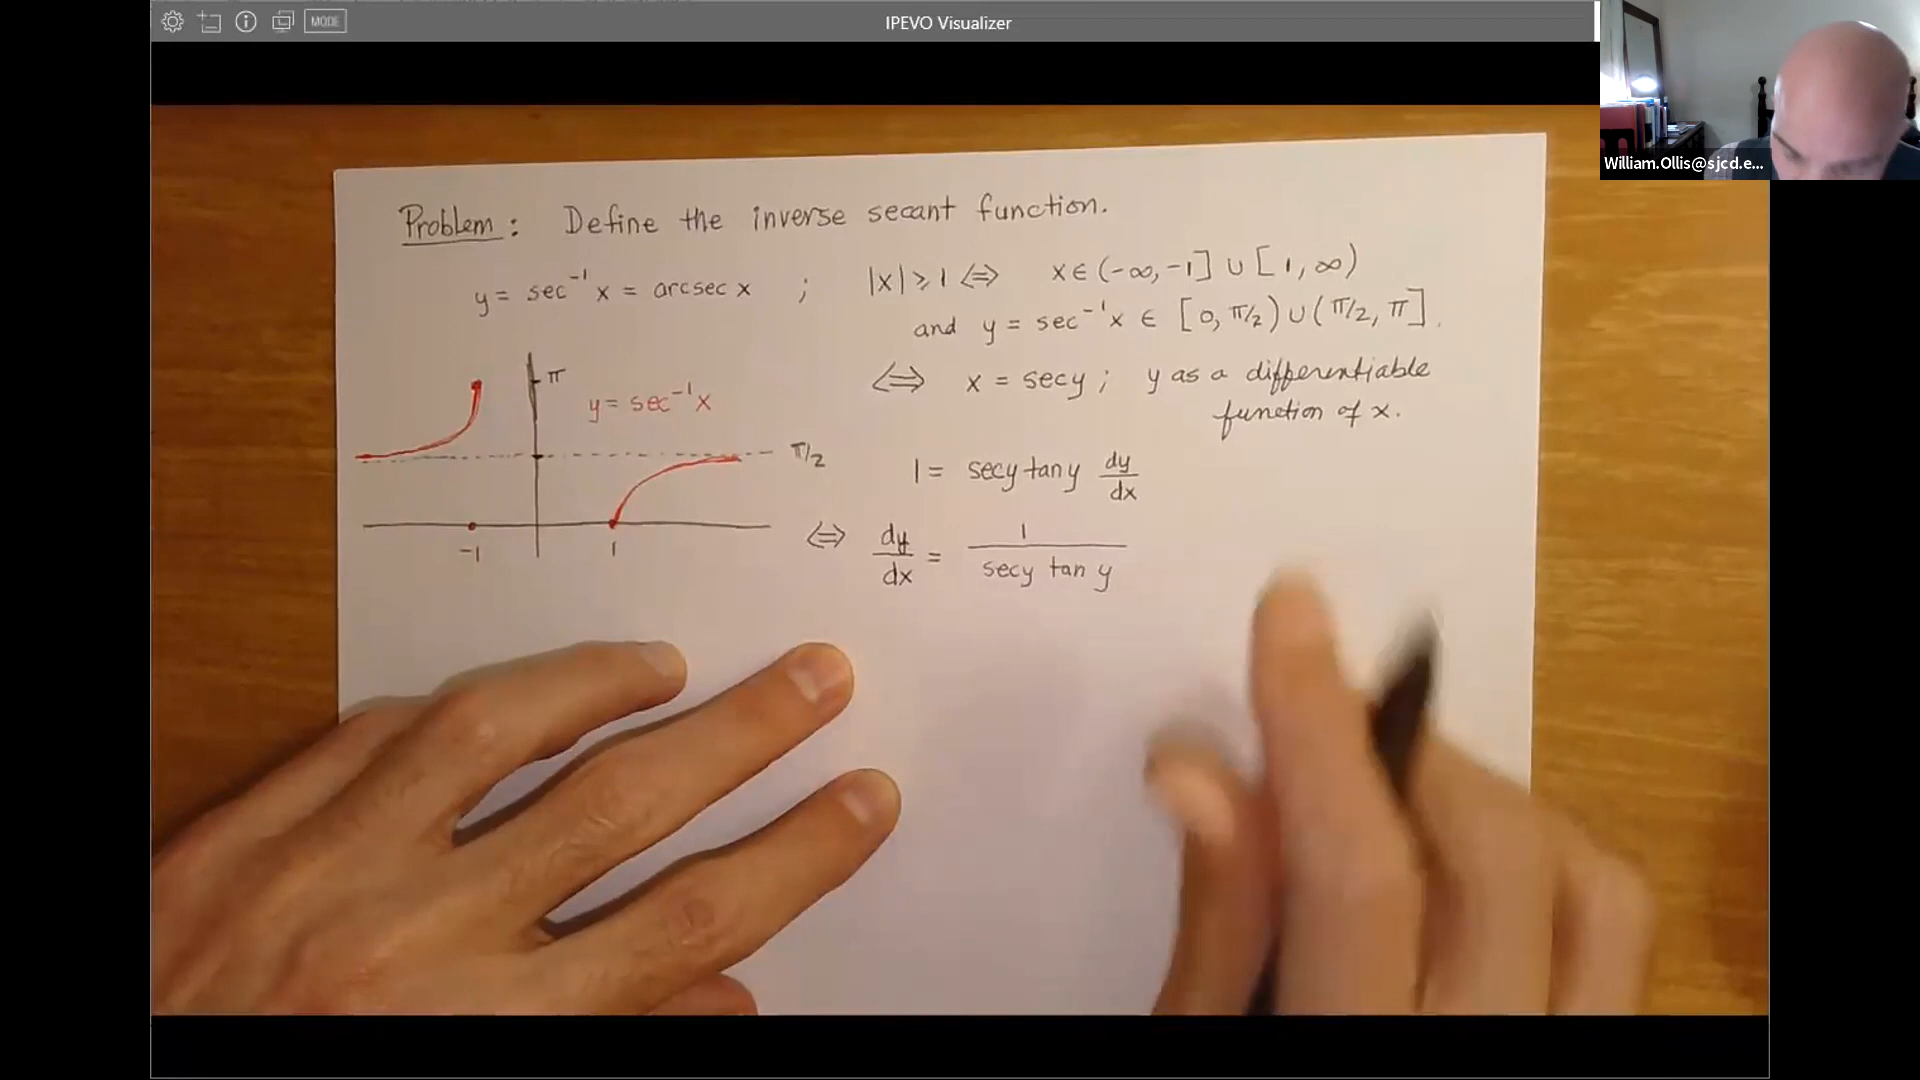 MODE
IPEVO Visualizer
William.Ollis@sjcd.e...
Problem: Define the inverse secant function.
y = sec⁻¹ x = arcsec x ; |x| ≥ 1 ⟺ x ∈ (-∞, -1] ∪ [1, ∞)
and y = sec⁻¹x ∈ [0, π/2) ∪ (π/2, π].
⟺ x = sec y ; y as a differentiable
function of x.
π
y = sec⁻¹ x
π/2
-1
1
1 = sec y tan y dy/dx
⟺ dy/dx = 1/(sec y tan y)